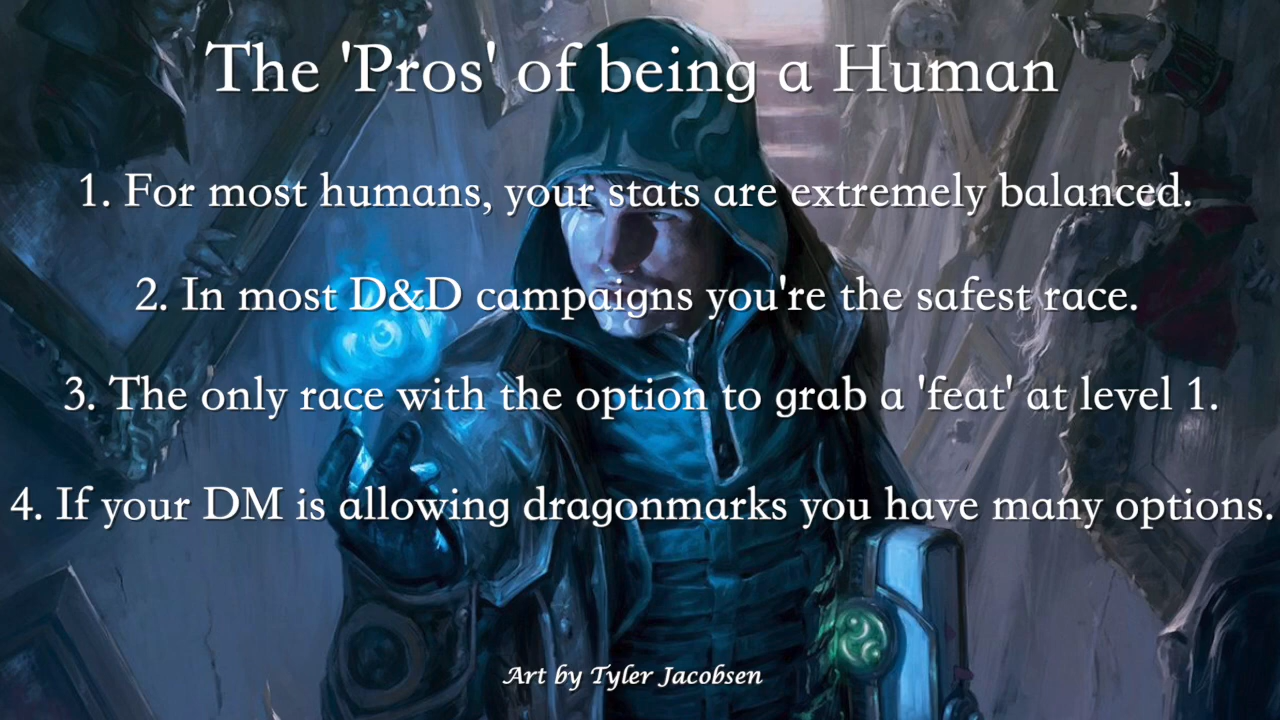 The 'Pros' of being a Human
1. For most humans, your stats are extremely balanced.
2. In most D&D campaigns you're the safest race.
3. The only race with the option to grab a 'feat' at level 1.
4. If your DM is allowing dragonmarks you have many options.
Art by Tyler Jacobsen